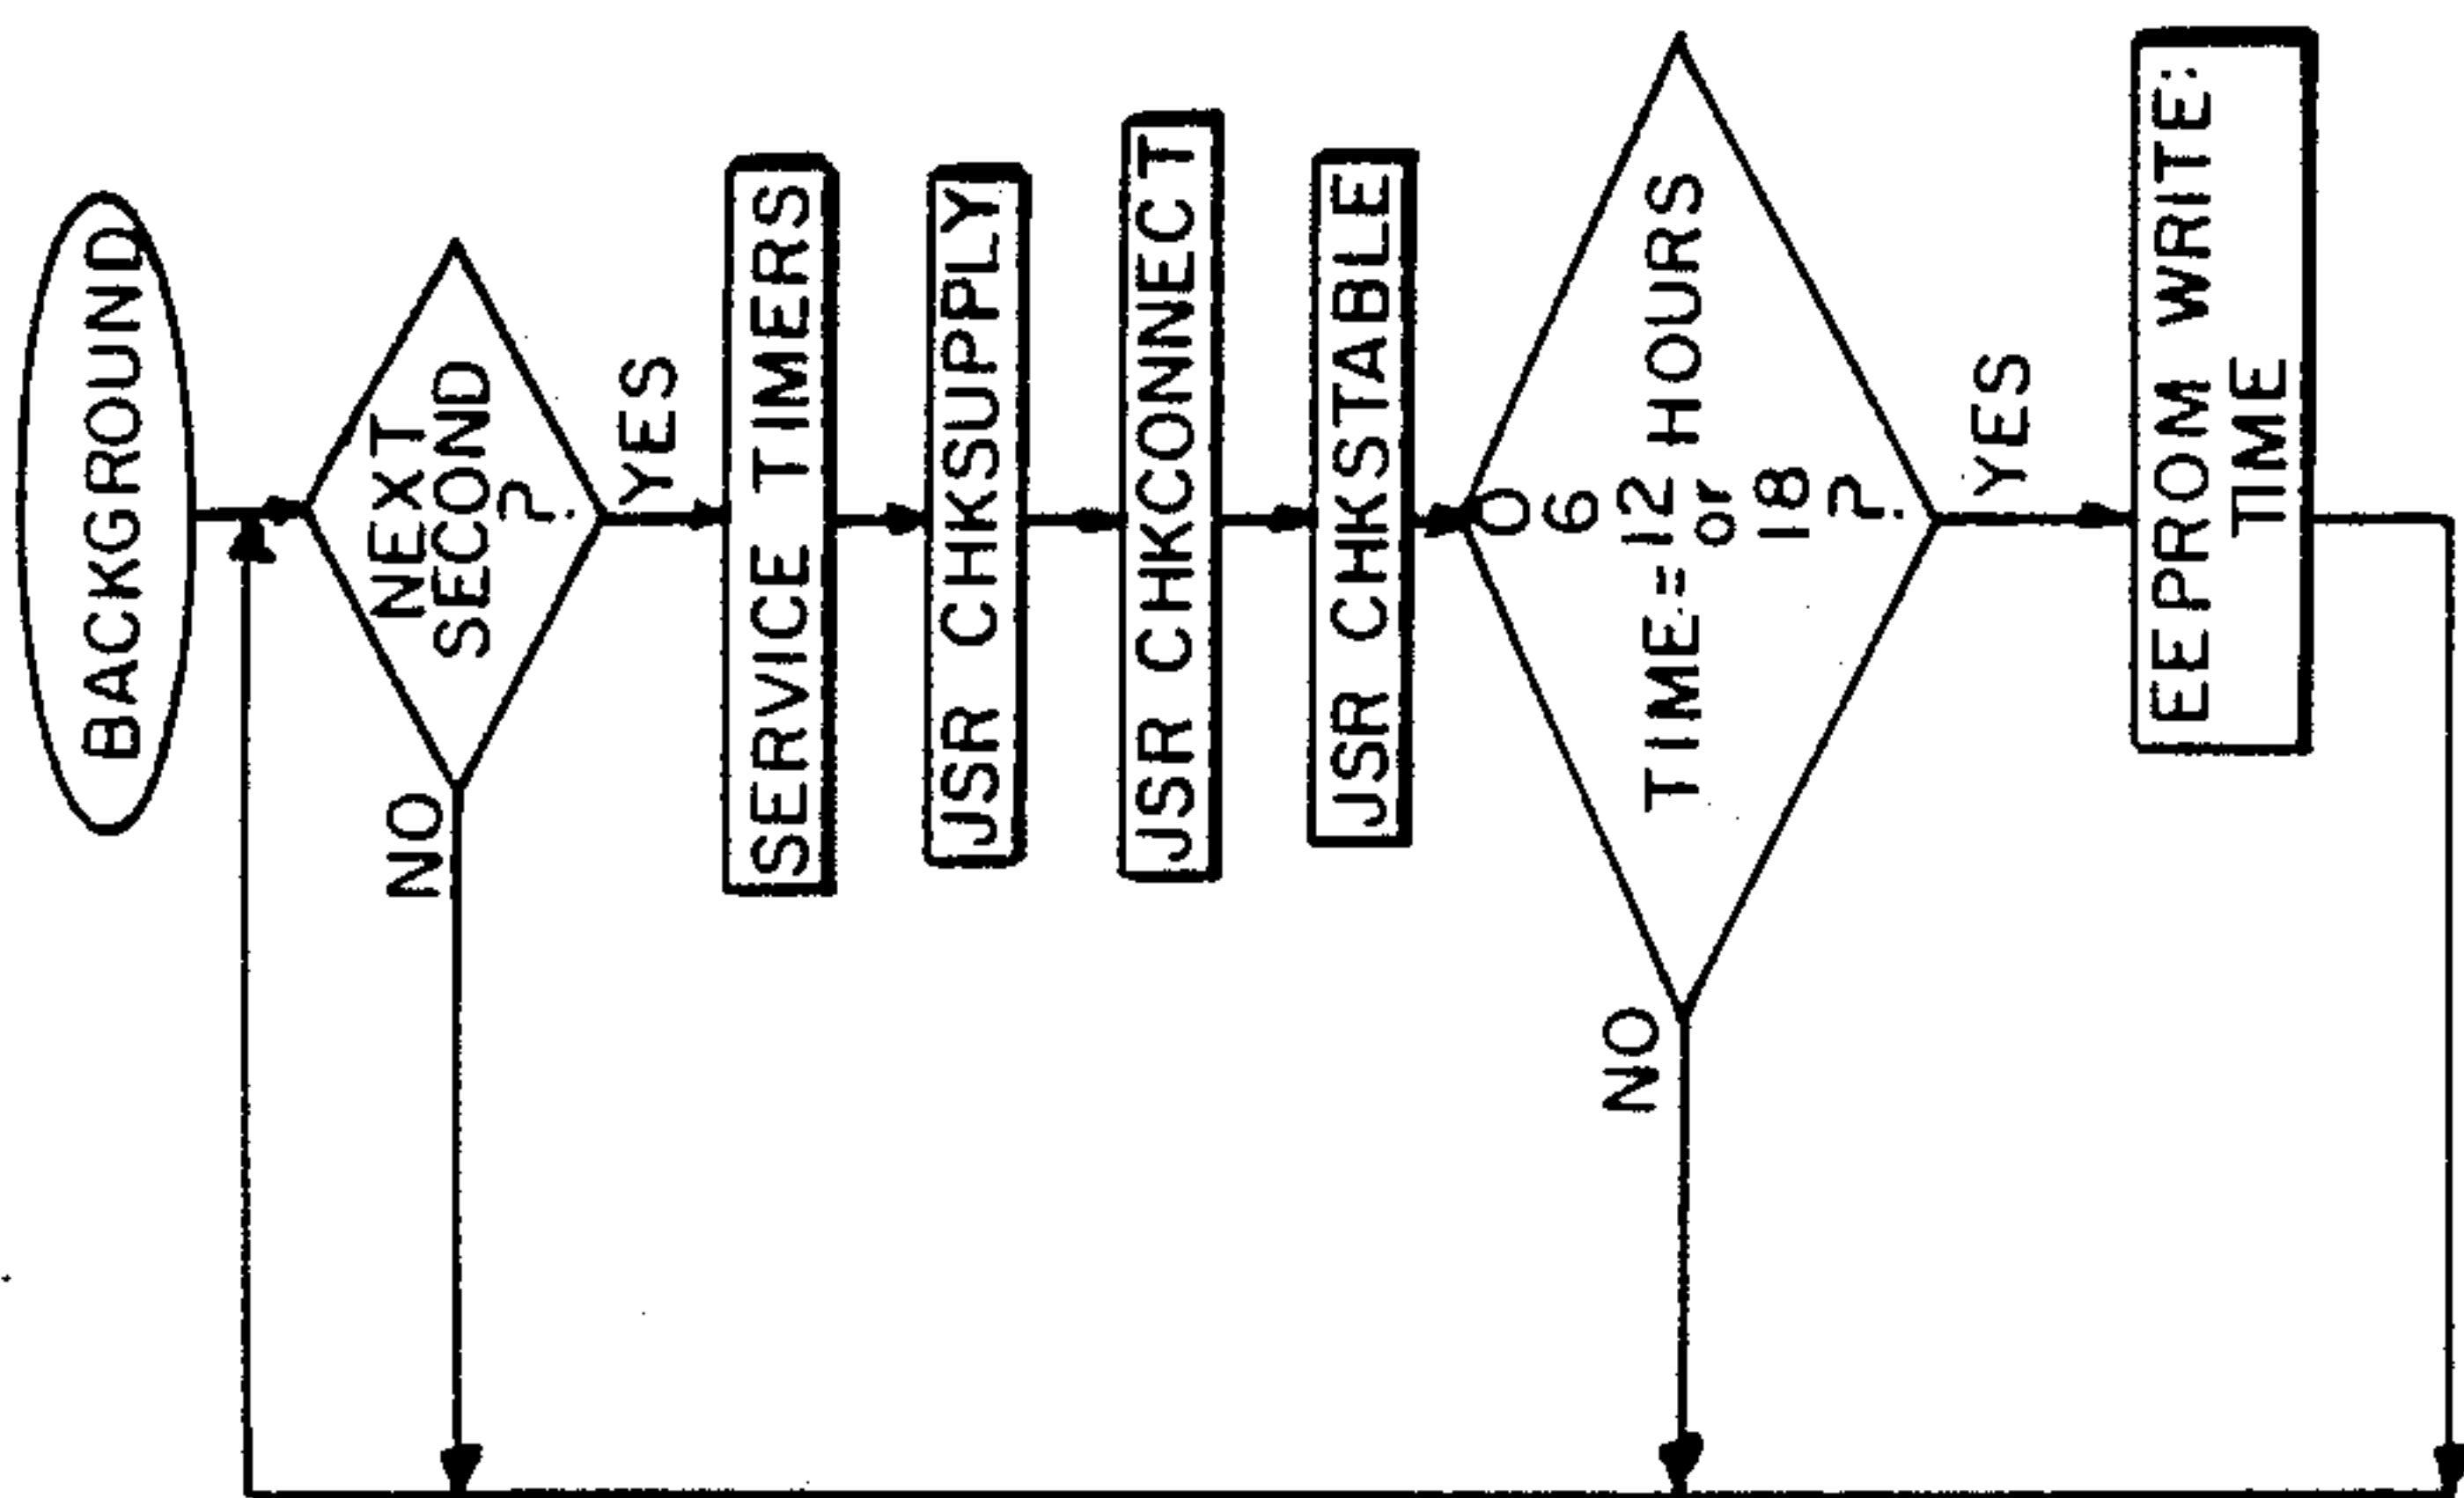 BACKGROUND
NEXT
SECOND
?
NO
YES
SERVICE TIMERS
JSR CHKSUPPLY
JSR CHKCONNECT
JSR CHKSTABLE
0
6
TIME=12 HOURS
or
18
?
NO
YES
EEPROM WRITE:
TIME